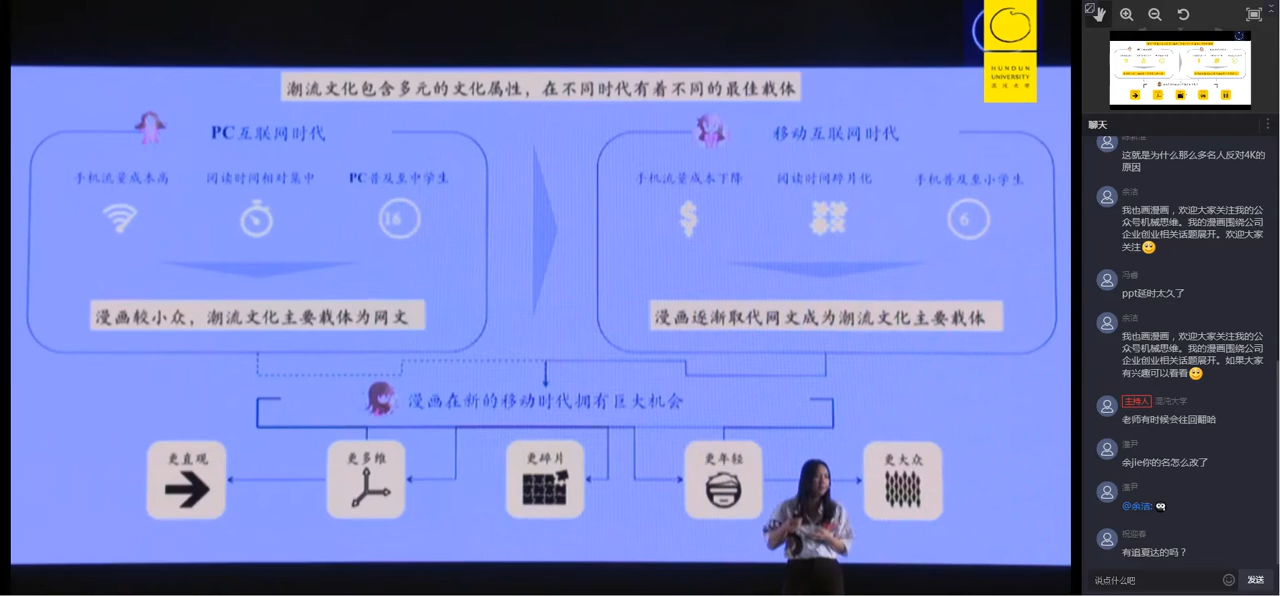 潮流文化包含多元的文化属性，在不同时代有着不同的最佳载体
HUNDUN
UNIVERSITY
混沌大学
PC互联网时代
手机流量成本高
阅读时间相对集中
PC普及至中学生
16
漫画较小众，潮流文化主要载体为网文
移动互联网时代
手机流量成本下降
阅读时间碎片化
手机普及至小学生
6
漫画逐渐取代网文成为潮流文化主要载体
漫画在新的移动时代拥有巨大机会
更直观
更多维
更碎片
更年轻
更大众
聊天
这就是为什么那么多名人反对4K的
原因
余洁
我也画漫画，欢迎大家关注我的公
众号机械思维。我的漫画围绕公司
企业创业相关话题展开。欢迎大家
关注
冯睿
ppt延时太久了
余洁
我也画漫画，欢迎大家关注我的公
众号机械思维。我的漫画围绕公司
企业创业相关话题展开。如果大家
有兴趣可以看看
主持人 混沌大学
老师有时候会往回翻哈
余jie你的名怎么改了
@余洁:
祝迎春
有追夏达的吗？
说点什么吧
发送